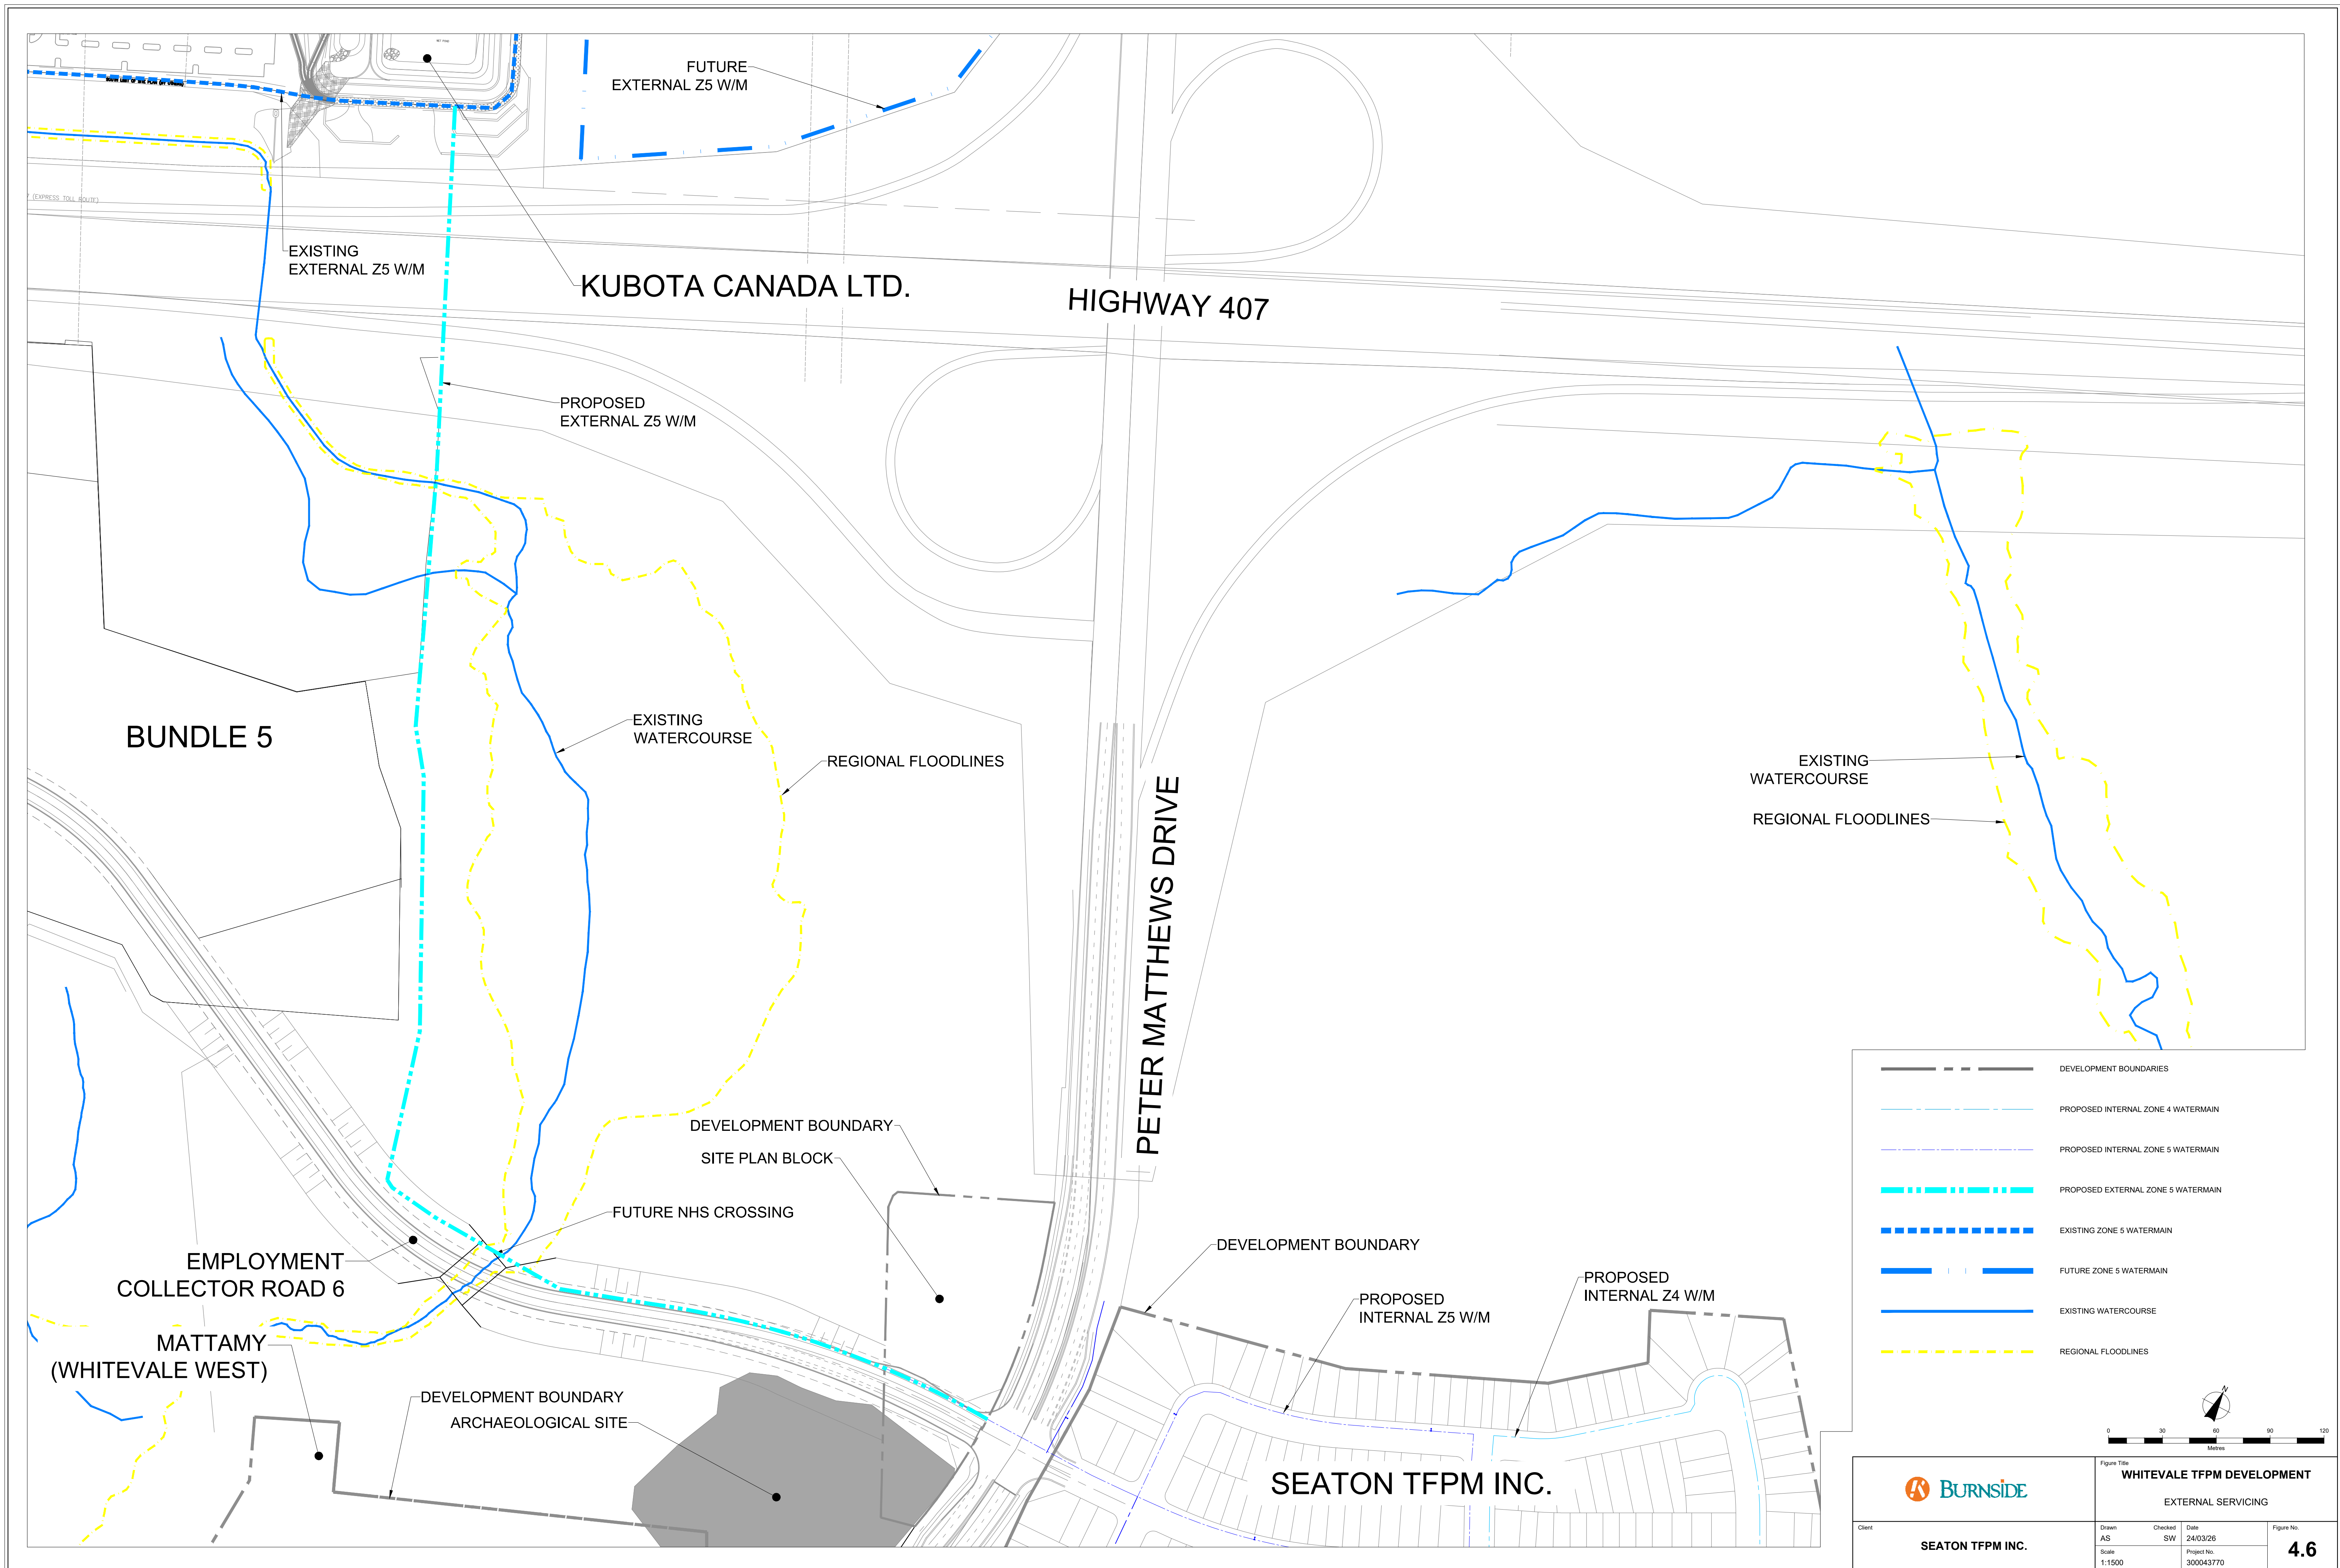 FUTURE
EXTERNAL Z5 W/M
(EXPRESS TOLL ROUTE)
EXISTING
EXTERNAL Z5 W/M
KUBOTA CANADA LTD.
HIGHWAY 407
PROPOSED
EXTERNAL Z5 W/M
BUNDLE 5
EXISTING
WATERCOURSE
REGIONAL FLOODLINES
PETER MATTHEWS DRIVE
EXISTING
WATERCOURSE
REGIONAL FLOODLINES
DEVELOPMENT BOUNDARY
SITE PLAN BLOCK
FUTURE NHS CROSSING
EMPLOYMENT
COLLECTOR ROAD 6
MATTAMY
(WHITEVALE WEST)
DEVELOPMENT BOUNDARY
ARCHAEOLOGICAL SITE
DEVELOPMENT BOUNDARY
PROPOSED
INTERNAL Z5 W/M
PROPOSED
INTERNAL Z4 W/M
SEATON TFPM INC.
DEVELOPMENT BOUNDARIES
PROPOSED INTERNAL ZONE 4 WATERMAIN
PROPOSED INTERNAL ZONE 5 WATERMAIN
PROPOSED EXTERNAL ZONE 5 WATERMAIN
EXISTING ZONE 5 WATERMAIN
FUTURE ZONE 5 WATERMAIN
EXISTING WATERCOURSE
REGIONAL FLOODLINES
N
0 30 60 90 120
Metres
BURNSIDE
Figure Title
WHITEVALE TFPM DEVELOPMENT
EXTERNAL SERVICING
Client
SEATON TFPM INC.
Drawn Checked Date Figure No.
AS SW 24/03/26
4.6
Scale Project No.
1:1500 300043770